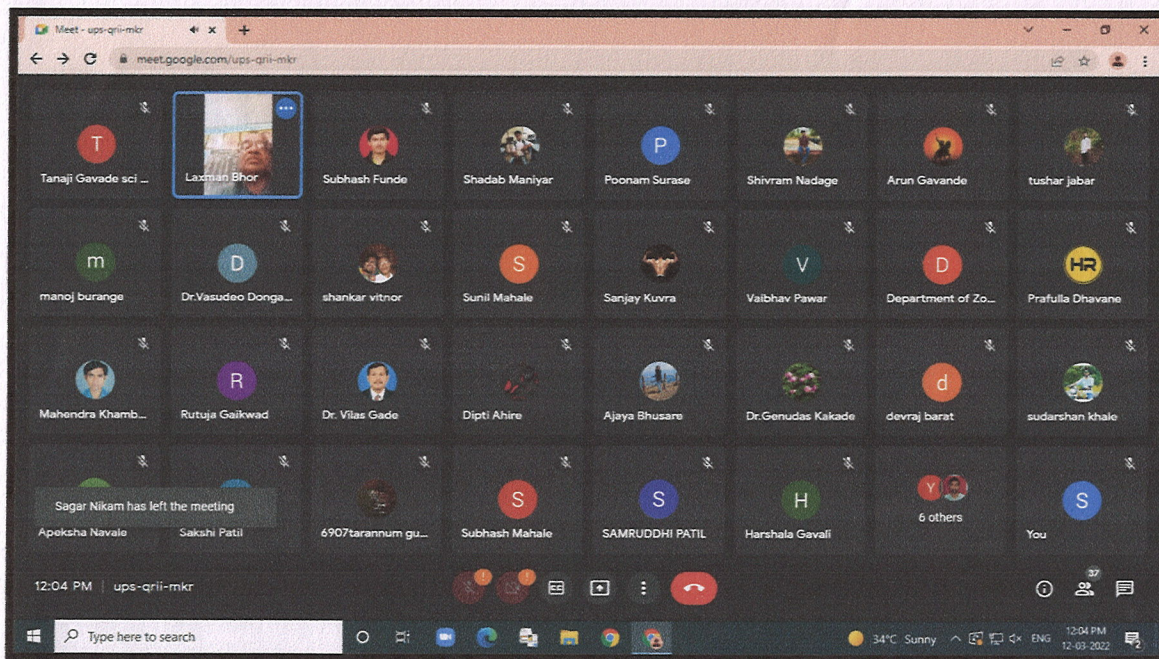 Meet - ups-qrii-mkr
meet.google.com/ups-qrii-mkr
T
Tanaji Gavade sci ...
Laxman Bhor
Subhash Funde
Shadab Maniyar
P
Poonam Surase
Shivram Nadage
Arun Gavande
tushar jabar
m
manoj burange
D
Dr.Vasudeo Donga...
shankar vitnor
S
Sunil Mahale
Sanjay Kuvra
V
Vaibhav Pawar
D
Department of Zo...
HR
Prafulla Dhavane
Mahendra Khamb...
R
Rutuja Gaikwad
Dr. Vilas Gade
Dipti Ahire
Ajaya Bhusare
Dr.Genudas Kakade
d
devraj barat
sudarshan khale
Sagar Nikam has left the meeting
Apeksha Navale
Sakshi Patil
6907tarannum gu...
S
Subhash Mahale
S
SAMRUDDHI PATIL
H
Harshala Gavali
Y
6 others
S
You
12:04 PM | ups-qrii-mkr
CC
37
Type here to search
34°C Sunny
ENG
12:04 PM
12-03-2022
2